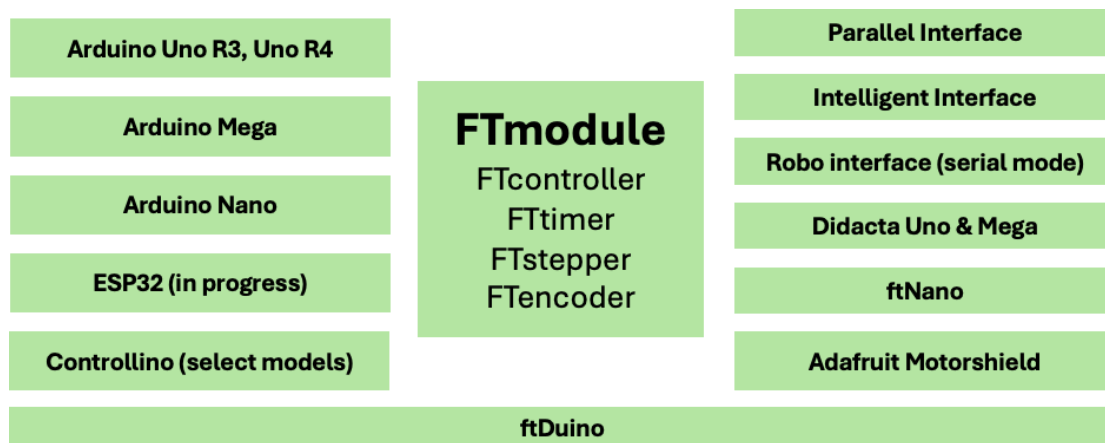 Arduino Uno R3, Uno R4
Arduino Mega
Arduino Nano
ESP32 (in progress)
Controllino (select models)
FTmodule
FTcontroller
FTtimer
FTstepper
FTencoder
Parallel Interface
Intelligent Interface
Robo interface (serial mode)
Didacta Uno & Mega
ftNano
Adafruit Motorshield
ftDuino